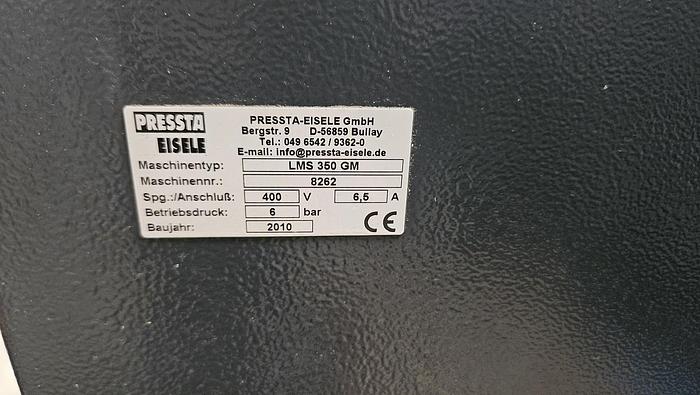 PRESSTA
EISELE
PRESSTA-EISELE GmbH
Bergstr. 9 D-56859 Bullay
Tel.: 049 6542 / 9362-0
E-mail: info@pressta-eisele.de
Maschinentyp: LMS 350 GM
Maschinennr.: 8262
Spg.:/Anschluß: 400 V 6,5 A
Betriebsdruck: 6 bar
Baujahr: 2010 CE